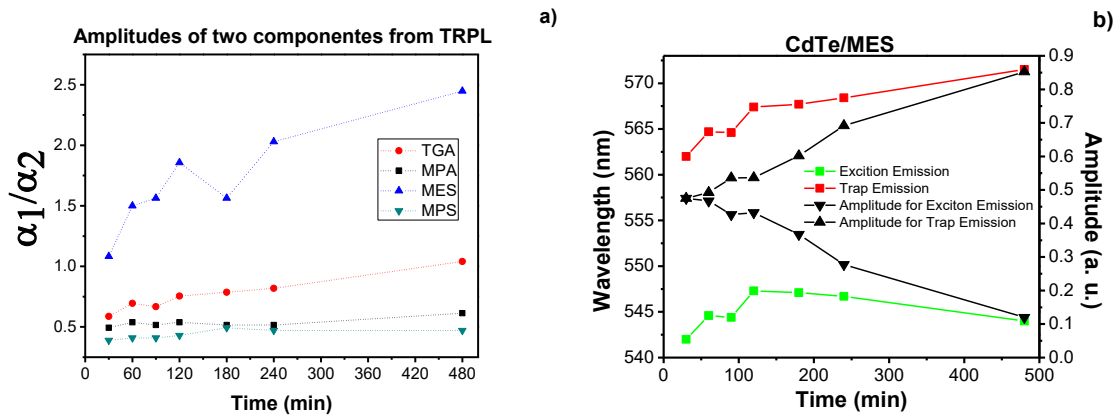 a)
Amplitudes of two componentes from TRPL
α1/α2
2.5
2.0
1.5
1.0
0.5
TGA
MPA
MES
MPS
0 60 120 180 240 300 360 420 480
Time (min)
b)
CdTe/MES
Wavelength (nm)
570
565
560
555
550
545
540
Exciition Emission
Trap Emission
Amplitude for Exciton Emission
Amplitude for Trap Emission
0.9
0.8
0.7
0.6
0.5
0.4
0.3
0.2
0.1
0.0
Amplitude (a. u.)
0 100 200 300 400 500
Time (min)